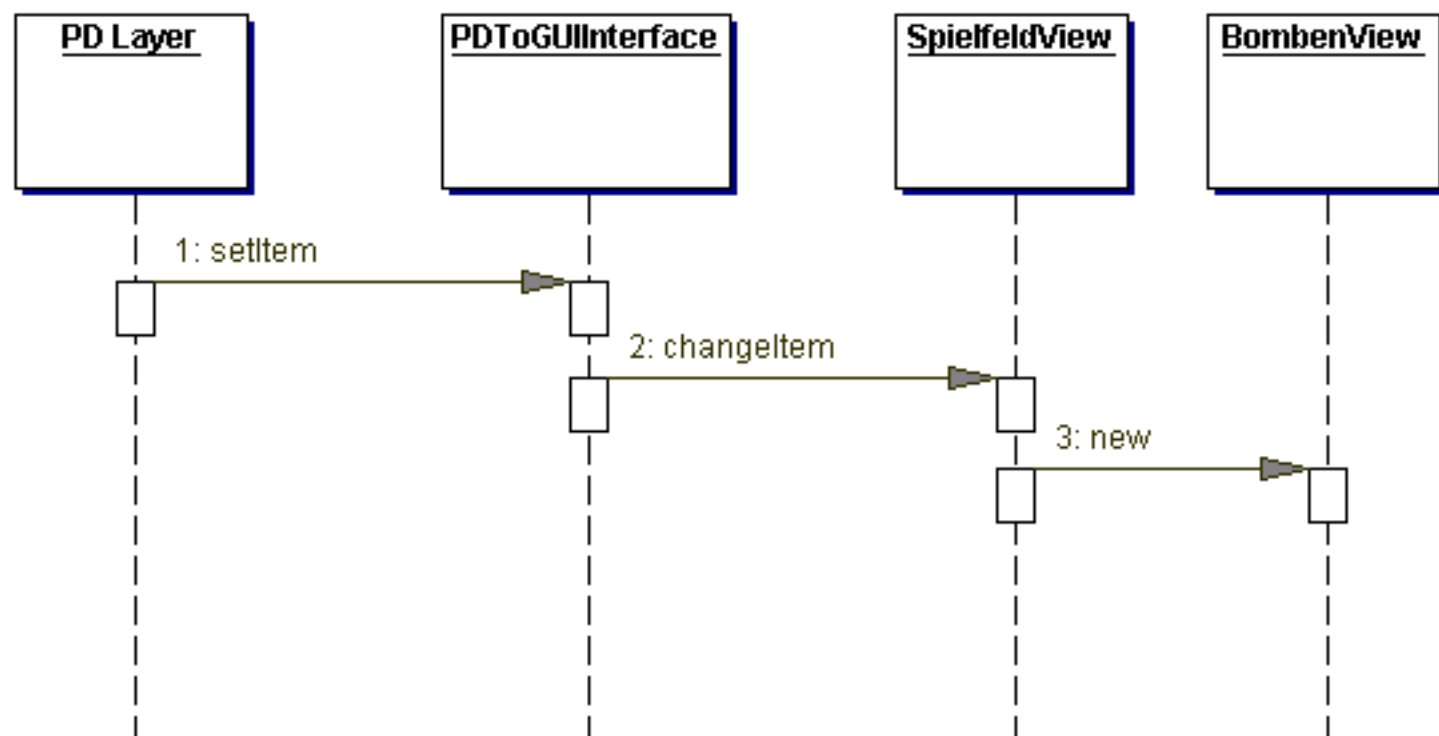 PD Layer
PDToGUIInterface
SpielfeldView
BombenView
1: setItem
2: changeItem
3: new